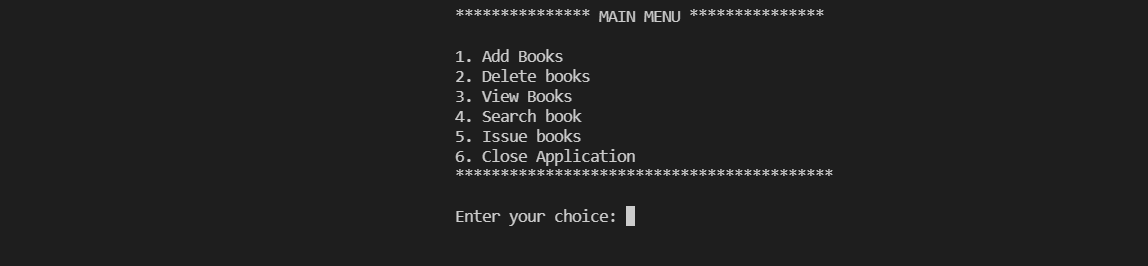 *************** MAIN MENU ***************
1. Add Books
2. Delete books
3. View Books
4. Search book
5. Issue books
6. Close Application
******************************************
Enter your choice: